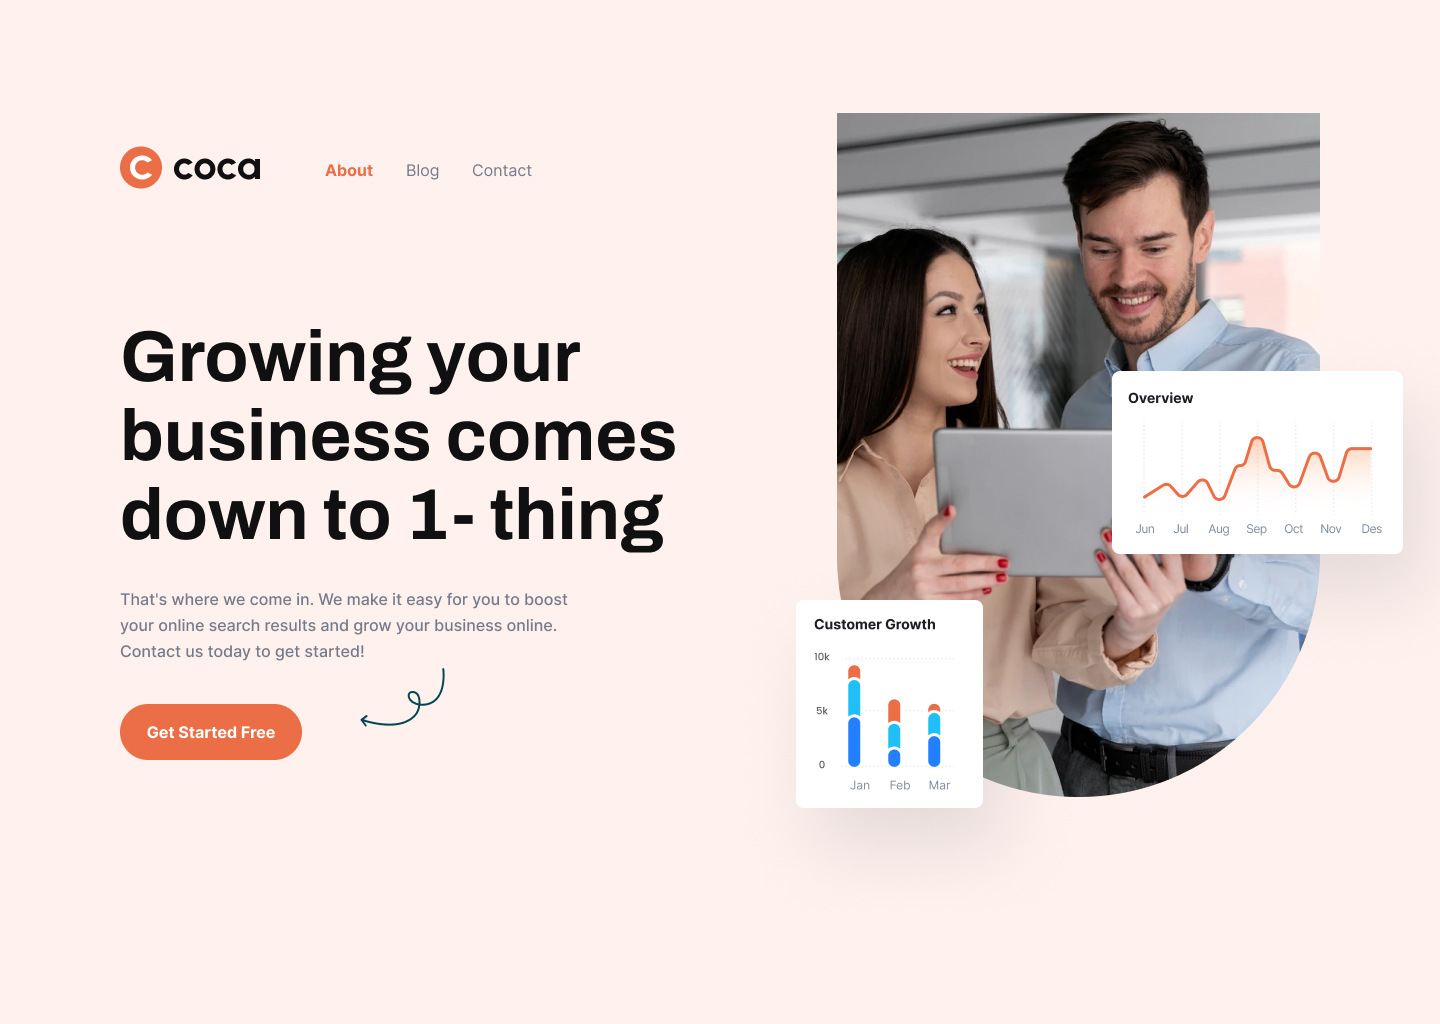 coca
About
Blog
Contact
Growing your
business comes
down to 1- thing
That's where we come in. We make it easy for you to boost
your online search results and grow your business online.
Contact us today to get started!
Get Started Free
Overview
Jun Jul Aug Sep Oct Nov Des
Customer Growth
10k
5k
0
Jan Feb Mar